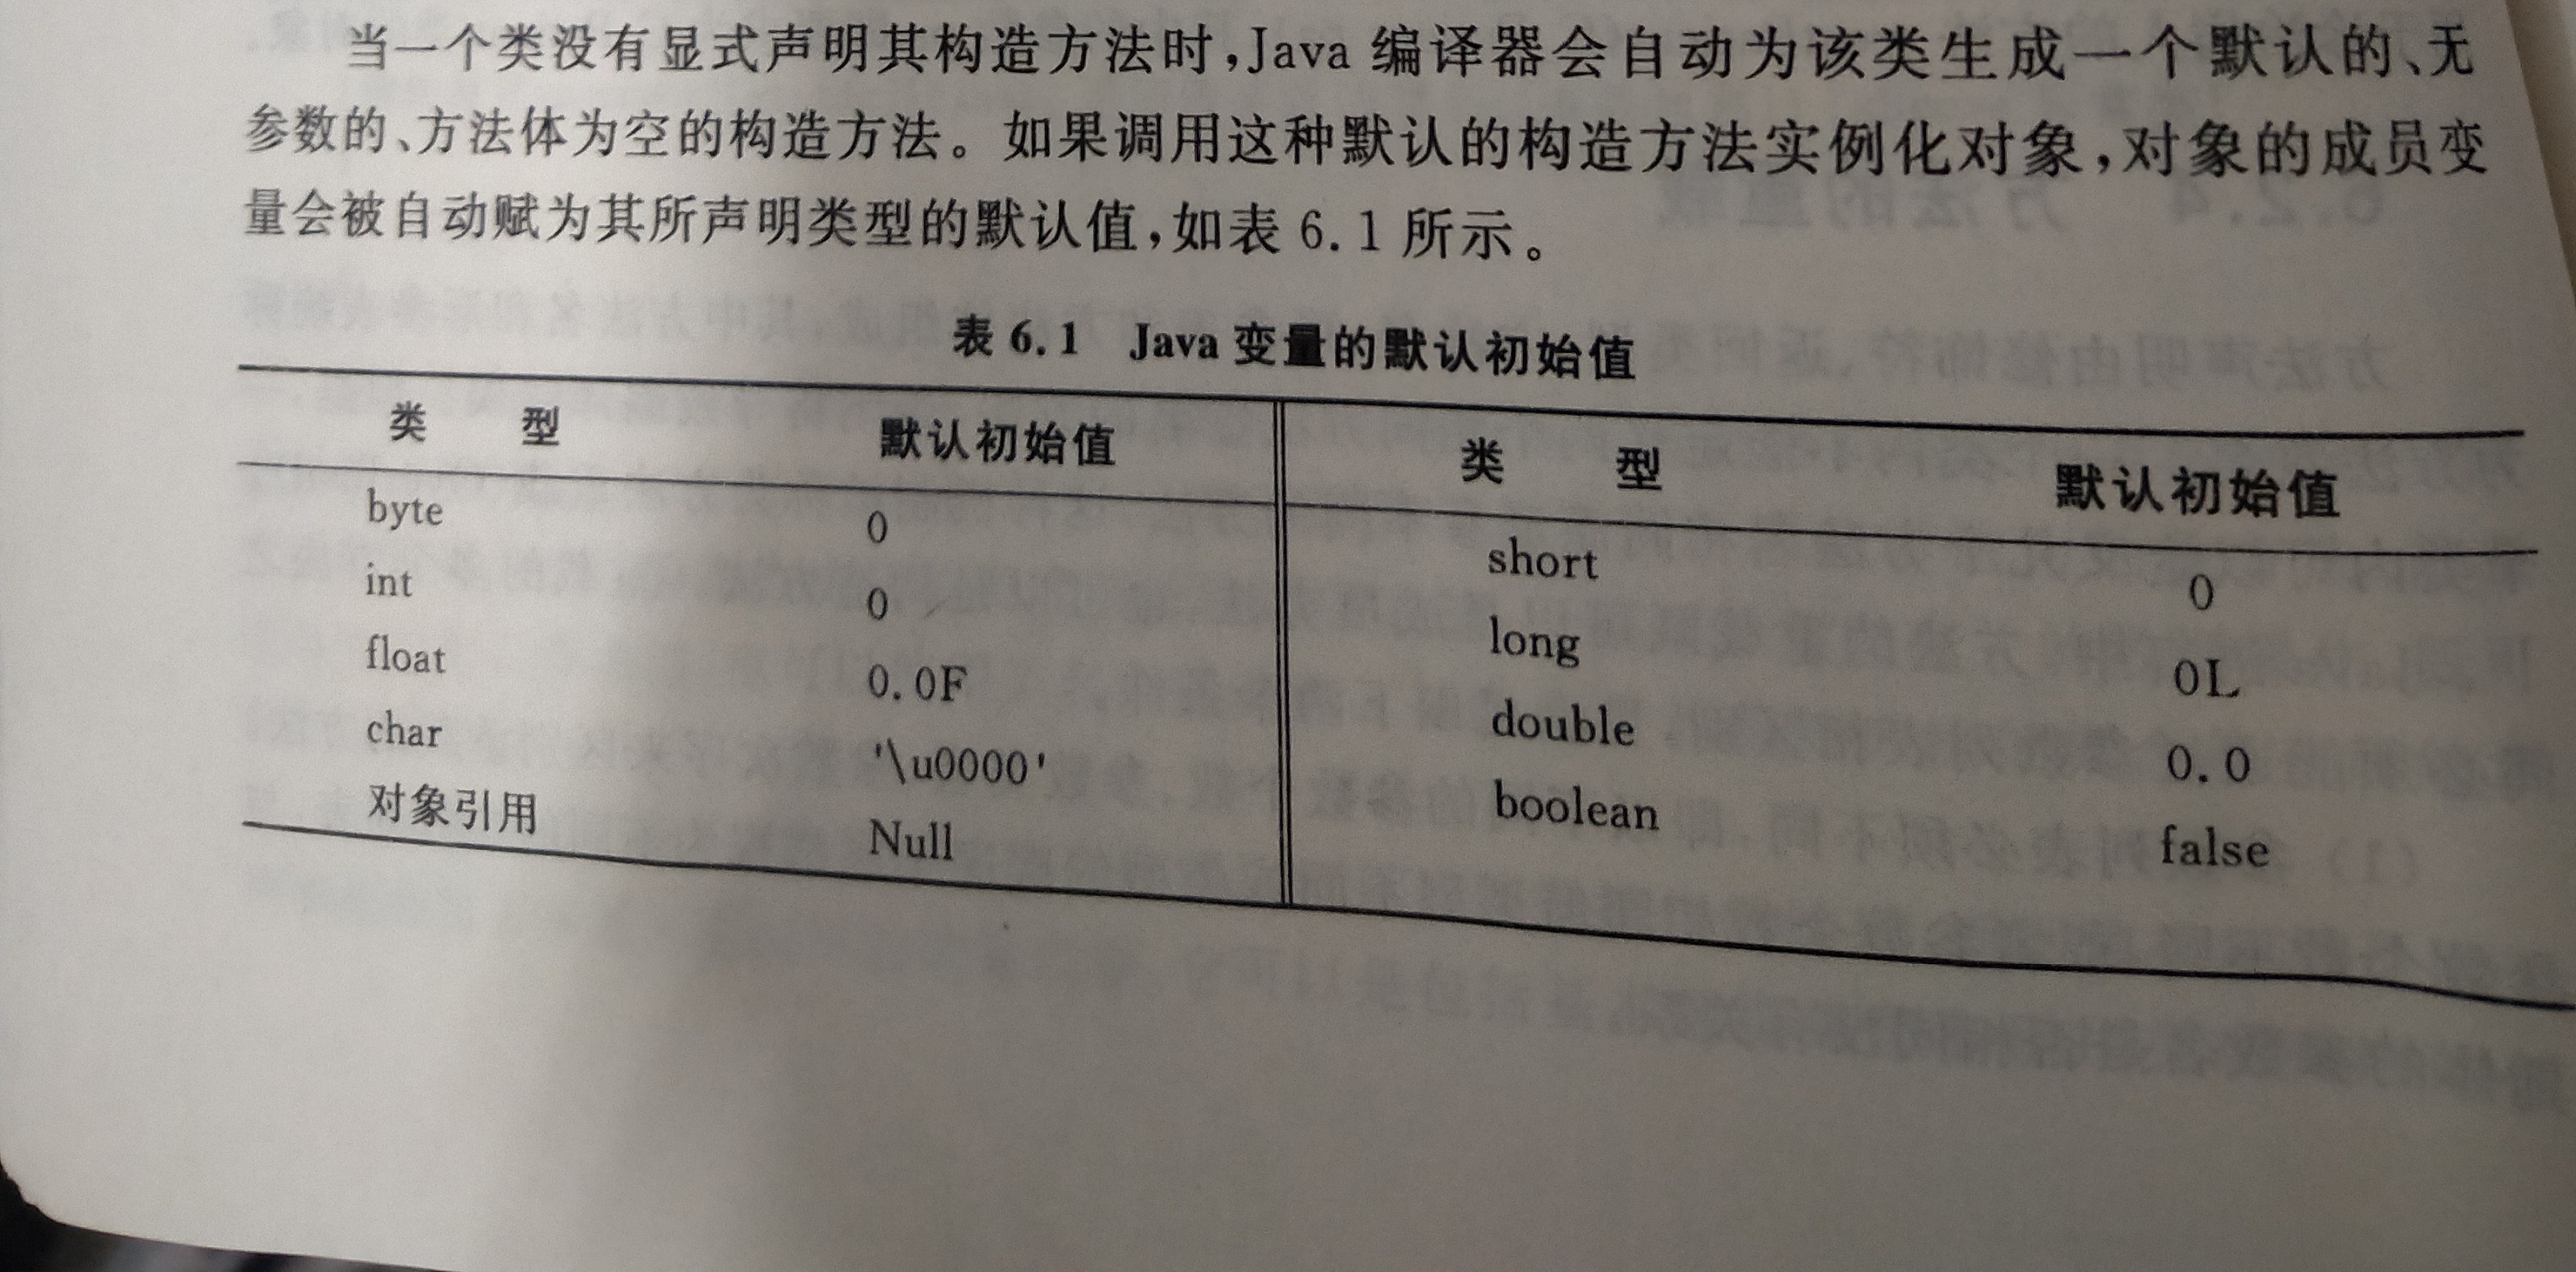 当一个类没有显式声明其构造方法时,Java 编译器会自动为该类生成一个默认的、无
参数的、方法体为空的构造方法。如果调用这种默认的构造方法实例化对象,对象的成员变
量会被自动赋为其所声明类型的默认值,如表 6.1 所示。
表 6.1 Java 变量的默认初始值
类 型 默认初始值 类 型 默认初始值
byte 0 short 0
int 0 long 0L
float 0.0F double 0.0
char '\u0000' boolean false
对象引用 Null